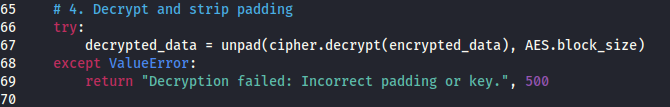 65 # 4. Decrypt and strip padding
66 try:
67 decrypted_data = unpad(cipher.decrypt(encrypted_data), AES.block_size)
68 except ValueError:
69 return "Decryption failed: Incorrect padding or key.", 500
70